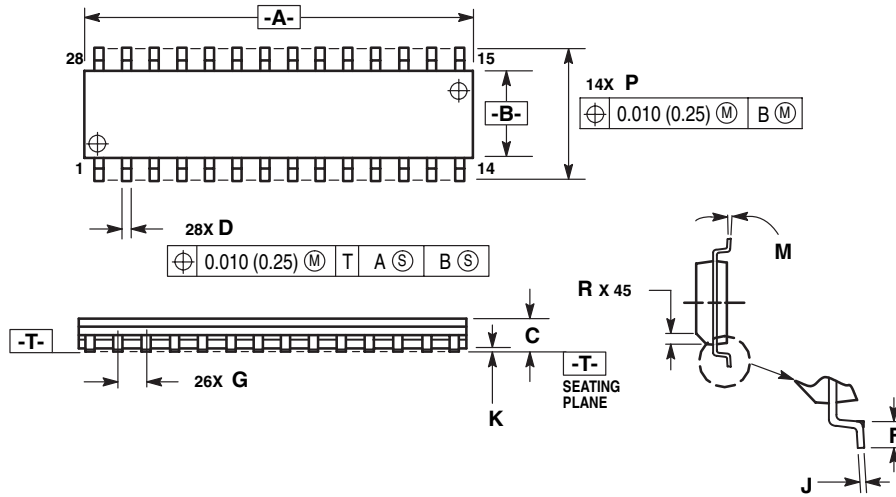 -A-
28
15
14X P
-B-
⌖ 0.010 (0.25) Ⓜ B Ⓜ
1
14
28X D
⌖ 0.010 (0.25) Ⓜ T A Ⓢ B Ⓢ
M
R X 45
-T-
C
26X G
K
-T-
SEATING
PLANE
F
J